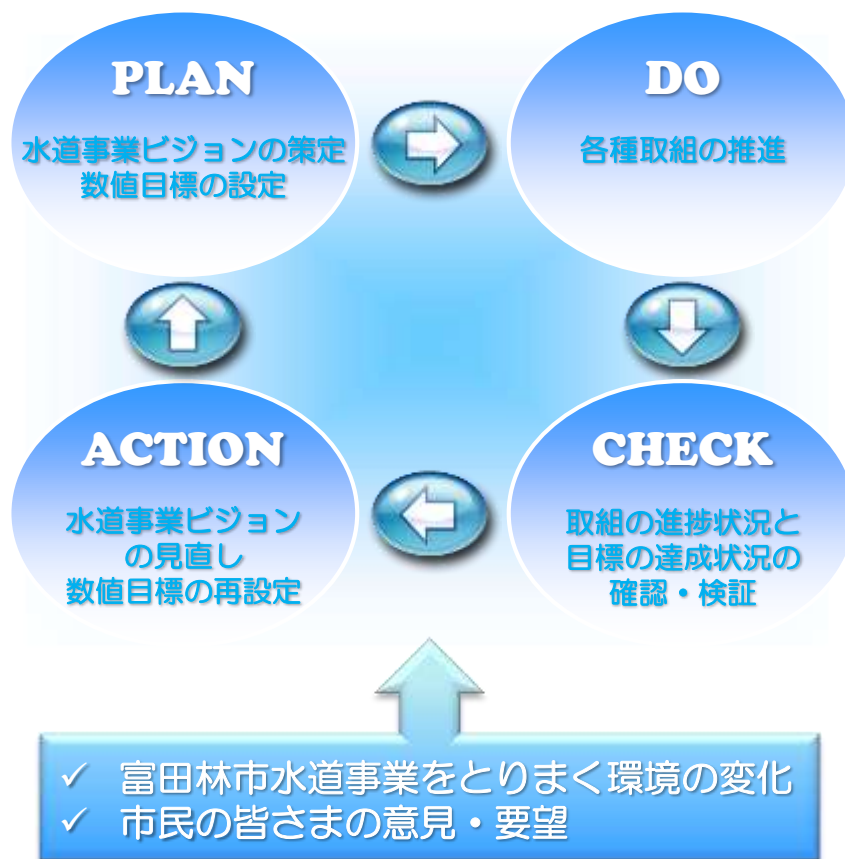 PLAN
水道事業ビジョンの策定
数値目標の設定
DO
各種取組の推進
ACTION
水道事業ビジョン
の見直し
数値目標の再設定
CHECK
取組の進捗状況と
目標の達成状況の
確認・検証
✓ 富田林市水道事業をとりまく環境の変化
✓ 市民の皆さまの意見・要望